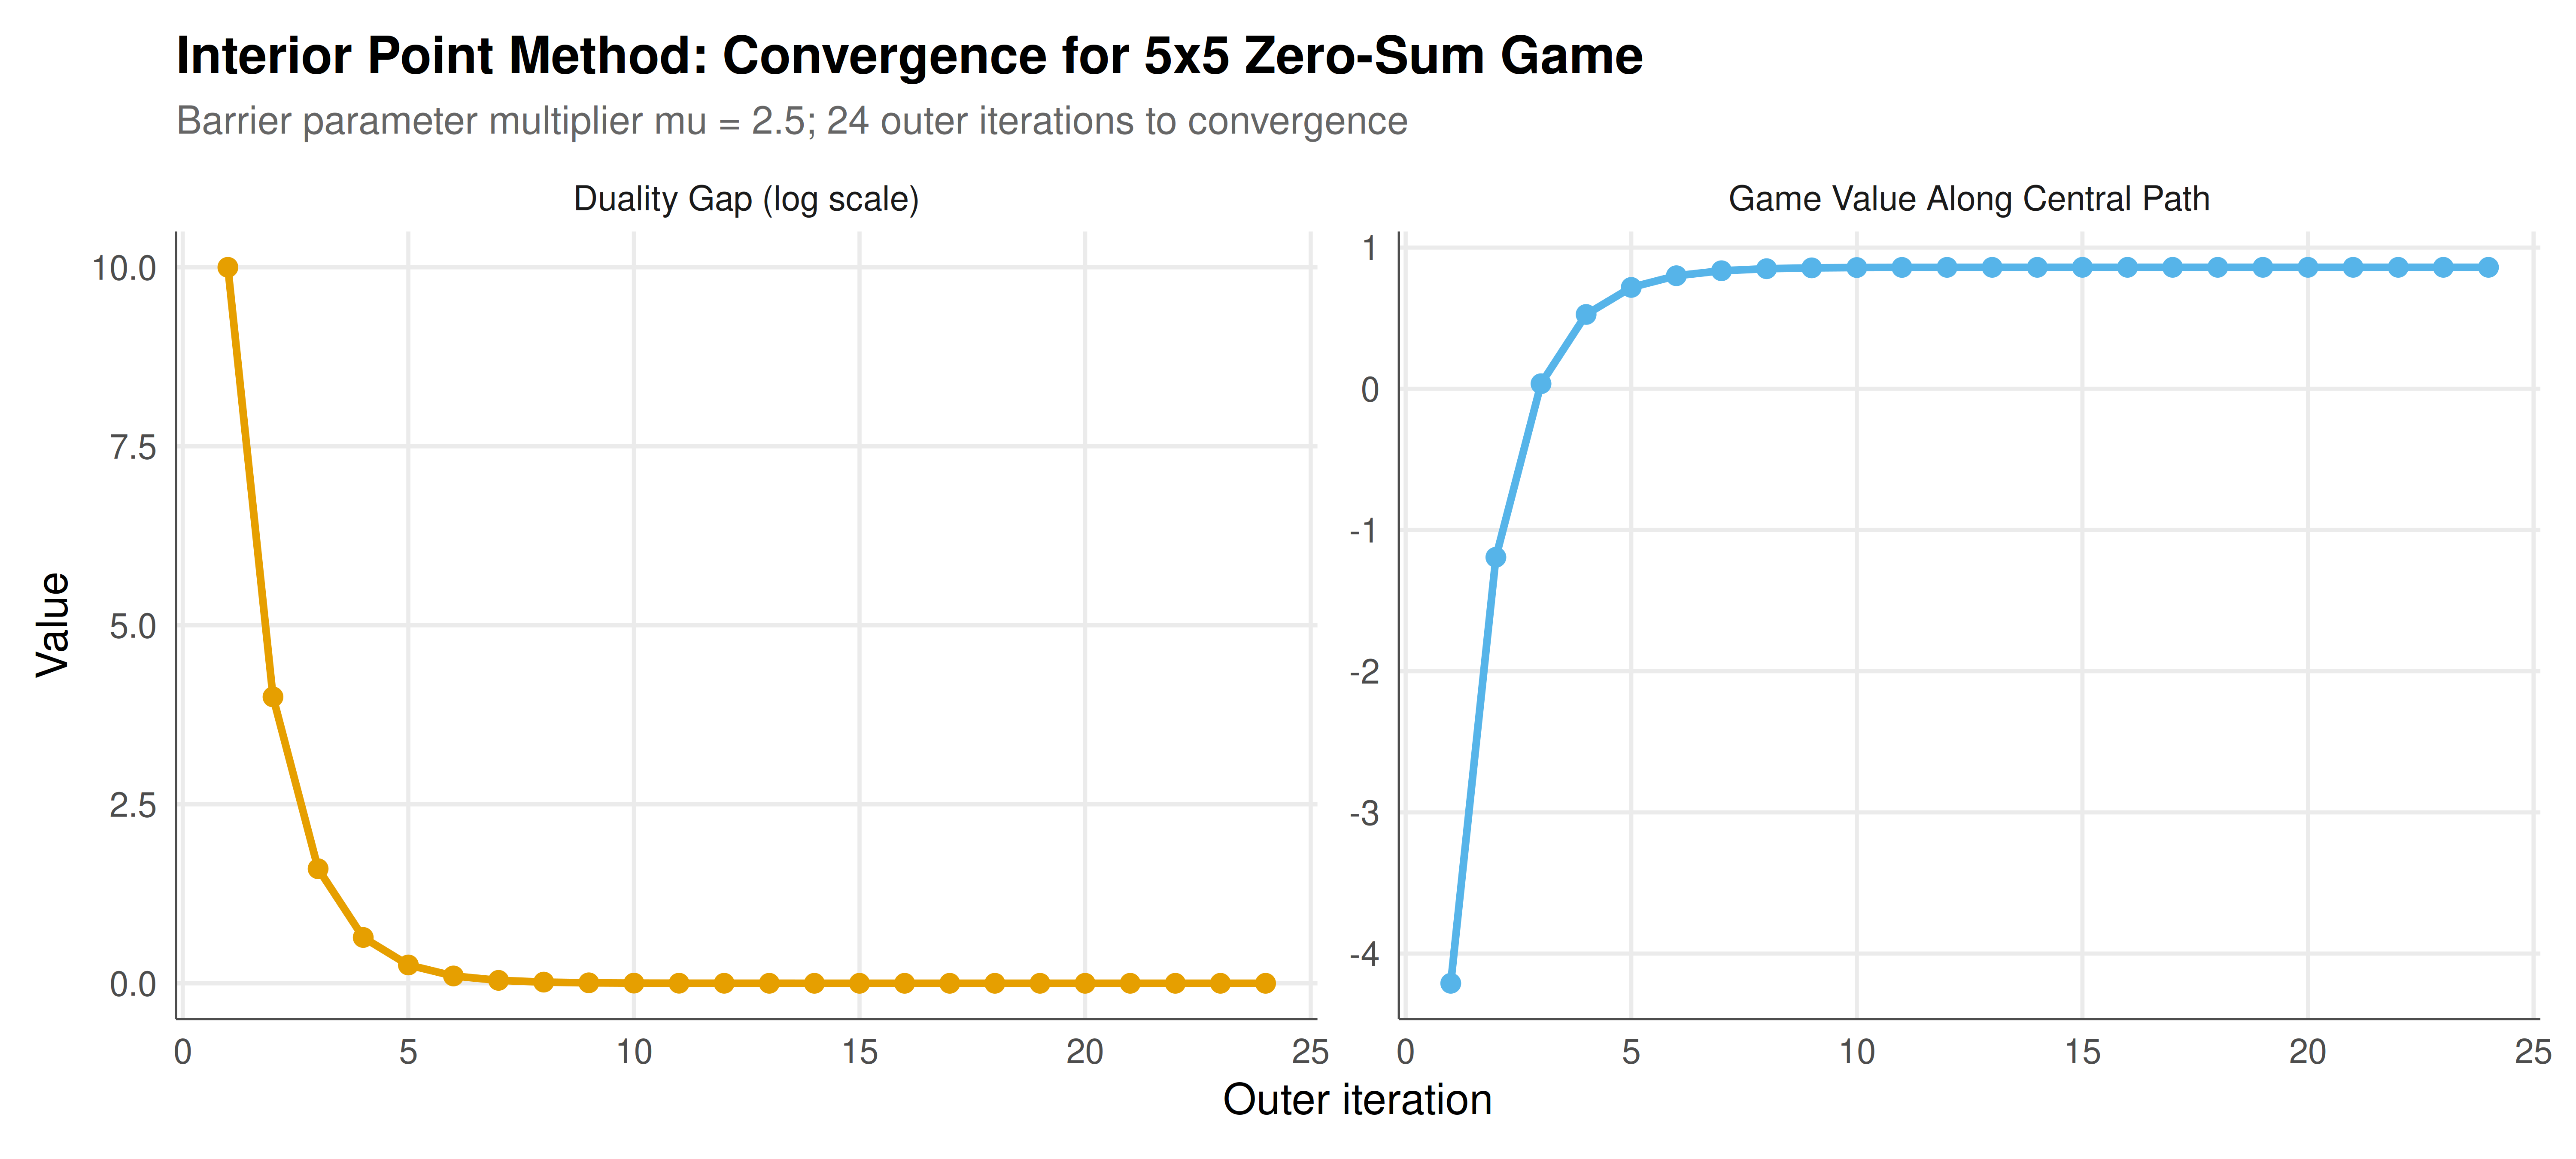 Interior Point Method: Convergence for 5x5 Zero-Sum Game
Barrier parameter multiplier mu = 2.5; 24 outer iterations to convergence
Duality Gap (log scale)
Game Value Along Central Path
Value
10.0
7.5
5.0
2.5
0.0
0 5 10 15 20 25
1
0
-1
-2
-3
-4
0 5 10 15 20 25
Outer iteration